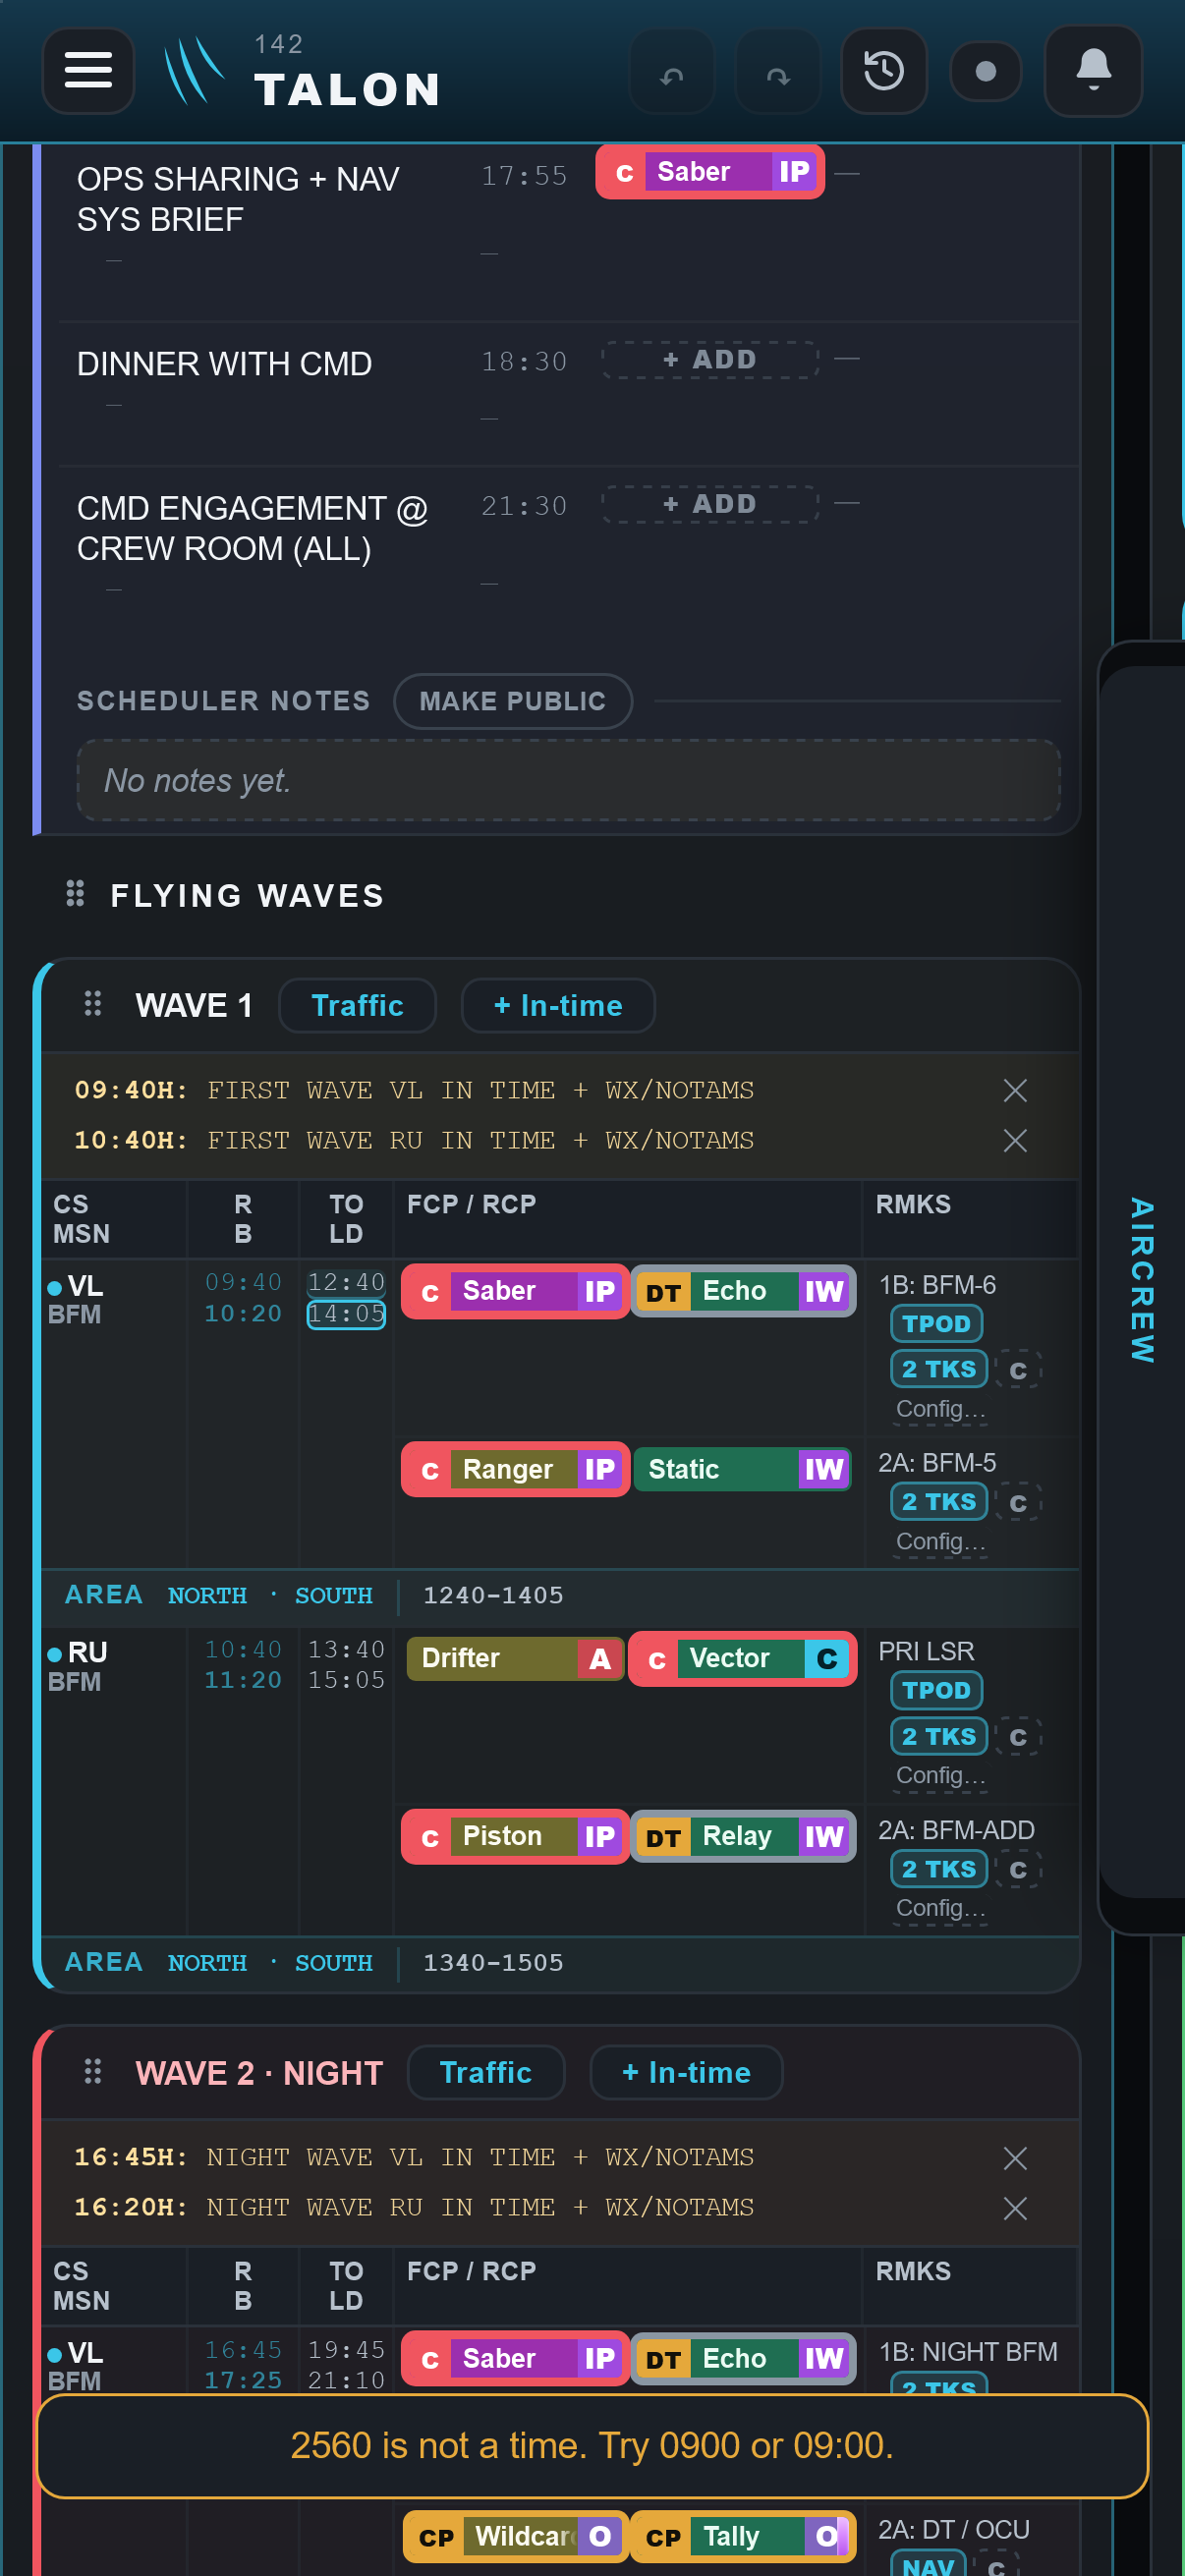 142
TALON
OPS SHARING + NAV SYS BRIEF
17:55
C Saber IP —
—
—
DINNER WITH CMD
18:30
+ ADD —
—
—
CMD ENGAGEMENT @ CREW ROOM (ALL)
21:30
+ ADD —
—
—
SCHEDULER NOTES
MAKE PUBLIC
No notes yet.
FLYING WAVES
WAVE 1 Traffic + In-time
09:40H: FIRST WAVE VL IN TIME + WX/NOTAMS
10:40H: FIRST WAVE RU IN TIME + WX/NOTAMS
CS R TO FCP / RCP RMKS
MSN B LD
VL 09:40 12:40 C Saber IP DT Echo IW 1B: BFM-6
BFM 10:20 14:05 TPOD
2 TKS C
Config...
C Ranger IP Static IW 2A: BFM-5
2 TKS C
Config...
AREA NORTH · SOUTH 1240–1405
RU 10:40 13:40 Drifter A C Vector C PRI LSR
BFM 11:20 15:05 TPOD
2 TKS C
Config...
C Piston IP DT Relay IW 2A: BFM-ADD
2 TKS C
Config...
AREA NORTH · SOUTH 1340–1505
AIRCREW
WAVE 2 · NIGHT Traffic + In-time
16:45H: NIGHT WAVE VL IN TIME + WX/NOTAMS
16:20H: NIGHT WAVE RU IN TIME + WX/NOTAMS
CS R TO FCP / RCP RMKS
MSN B LD
VL 16:45 19:45 C Saber IP DT Echo IW 1B: NIGHT BFM
BFM 17:25 21:10 2 TKS
2560 is not a time. Try 0900 or 09:00.
CP Wildcar O CP Tally O 2A: DT / OCU
NAV C